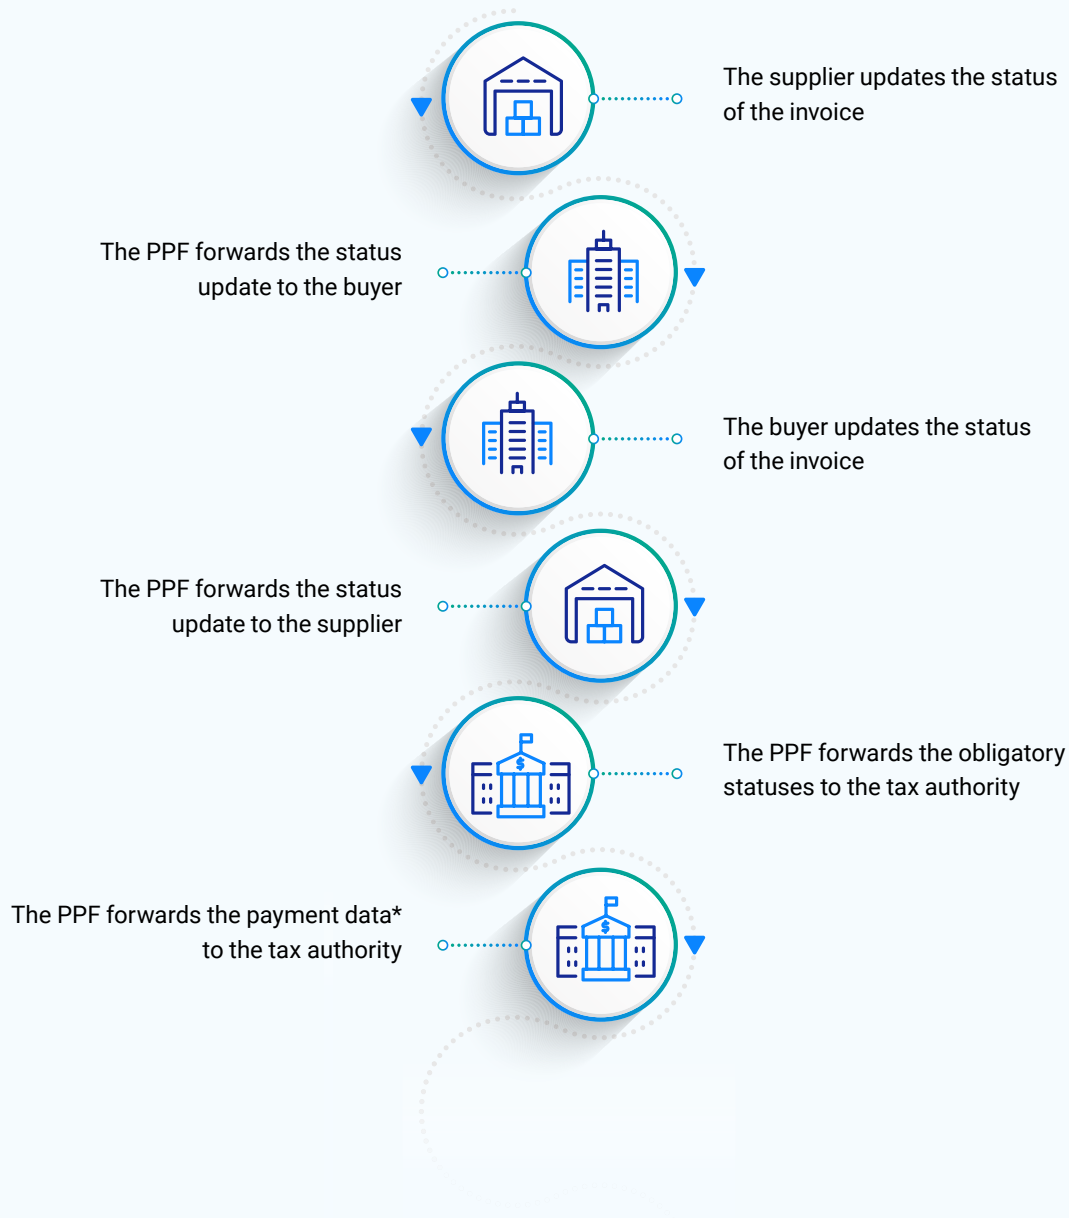 The supplier updates the status
of the invoice
The PPF forwards the status
update to the buyer
The buyer updates the status
of the invoice
The PPF forwards the status
update to the supplier
The PPF forwards the obligatory
statuses to the tax authority
The PPF forwards the payment data*
to the tax authority